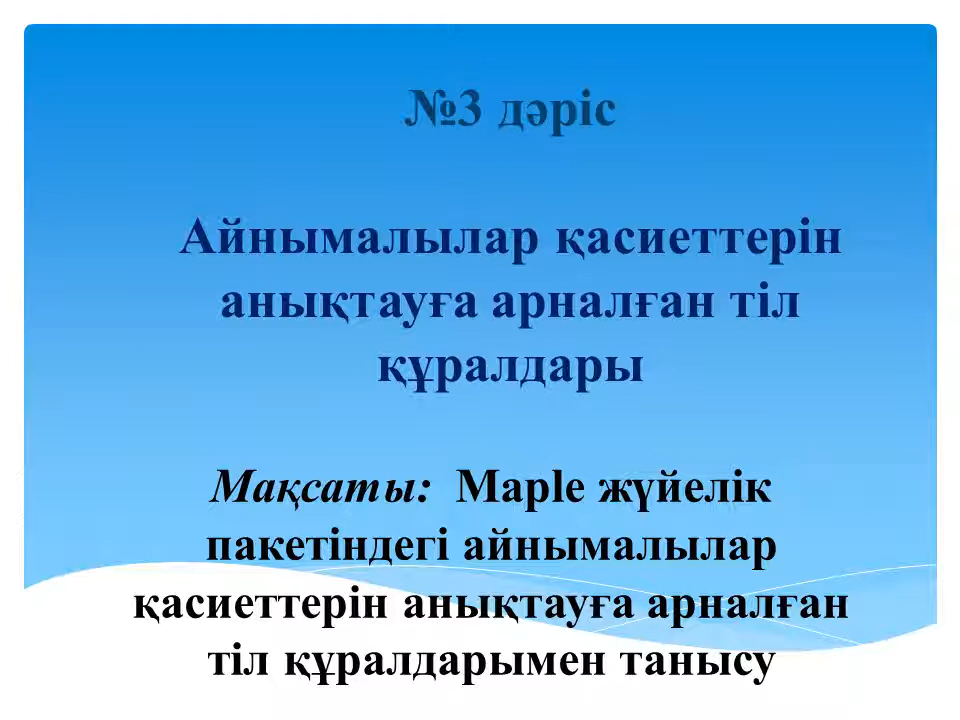 №3 дәріс
Айнымалылар қасиеттерін
анықтауға арналған тіл
құралдары
Мақсаты: Maple жүйелік
пакетіндегі айнымалылар
қасиеттерін анықтауға арналған
тіл құралдарымен танысу